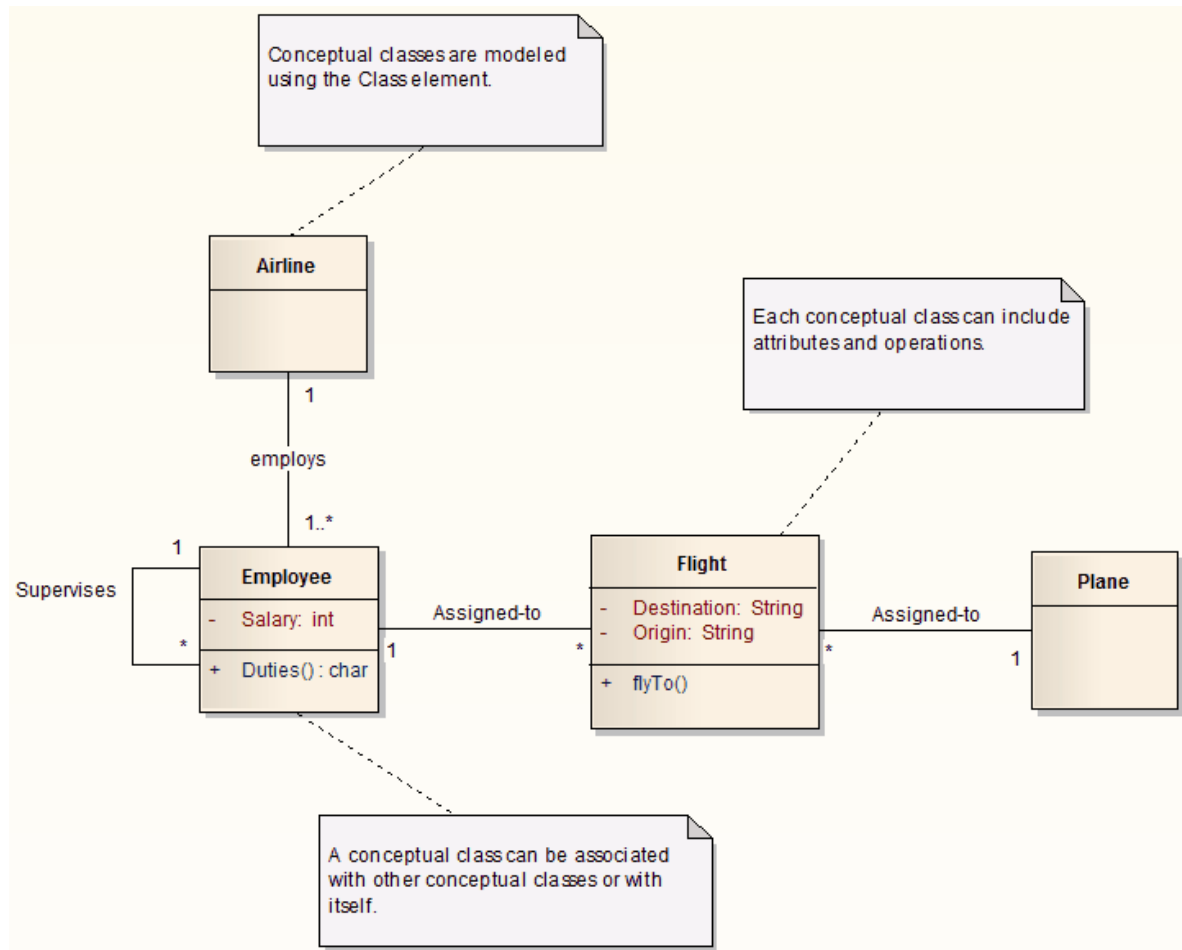 Conceptual classes are modeled
using the Class element.
Airline
1
employs
1..*
Each conceptual class can include
attributes and operations.
1
Supervises
*
Employee
- Salary: int
+ Duties() : char
Assigned-to
1
*
Flight
- Destination: String
- Origin: String
+ flyTo()
Assigned-to
*
1
Plane
A conceptual class can be associated
with other conceptual classes or with
itself.